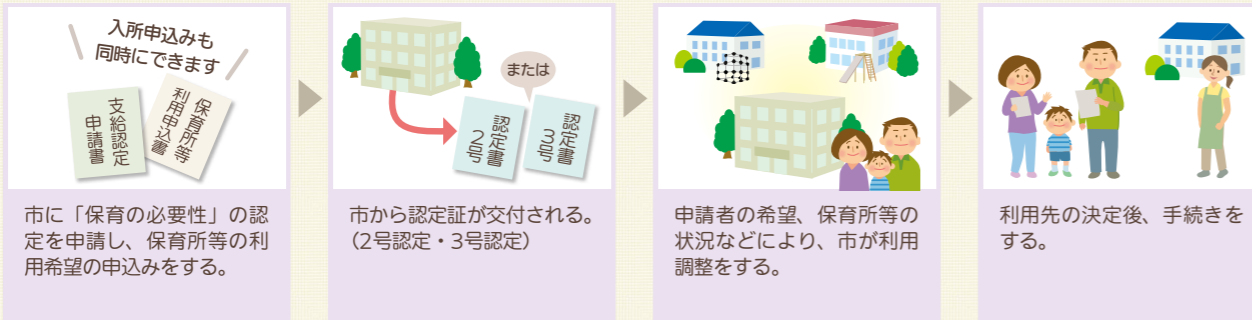 入所申込みも
同時にできます
支給認定
申請書
保育所等
利用申込書
市に「保育の必要性」の認
定を申請し、保育所等の利
用希望の申込みをする。
または
認定書
2号
認定書
3号
市から認定証が交付される。
（2号認定・3号認定）
申請者の希望、保育所等の
状況などにより、市が利用
調整をする。
利用先の決定後、手続きを
する。